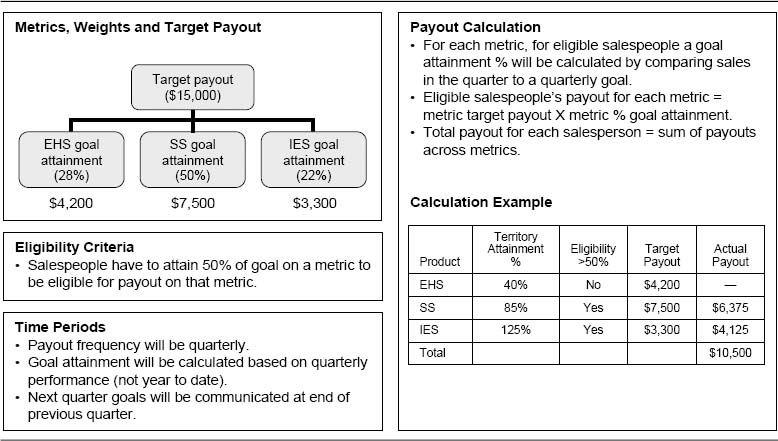 Metrics, Weights and Target Payout
Target payout
($15,000)
EHS goal
attainment
(28%)
SS goal
attainment
(50%)
IES goal
attainment
(22%)
$4,200
$7,500
$3,300
Eligibility Criteria
• Salespeople have to attain 50% of goal on a metric to
be eligible for payout on that metric.
Time Periods
• Payout frequency will be quarterly.
• Goal attainment will be calculated based on quarterly
performance (not year to date).
• Next quarter goals will be communicated at end of
previous quarter.
Payout Calculation
• For each metric, for eligible salespeople a goal
attainment % will be calculated by comparing sales
in the quarter to a quarterly goal.
• Eligible salespeople's payout for each metric =
metric target payout X metric % goal attainment.
• Total payout for each salesperson = sum of payouts
across metrics.
Calculation Example
Product | Territory Attainment % | Eligibility >50% | Target Payout | Actual Payout
EHS 40% No $4,200 —
SS 85% Yes $7,500 $6,375
IES 125% Yes $3,300 $4,125
Total $10,500